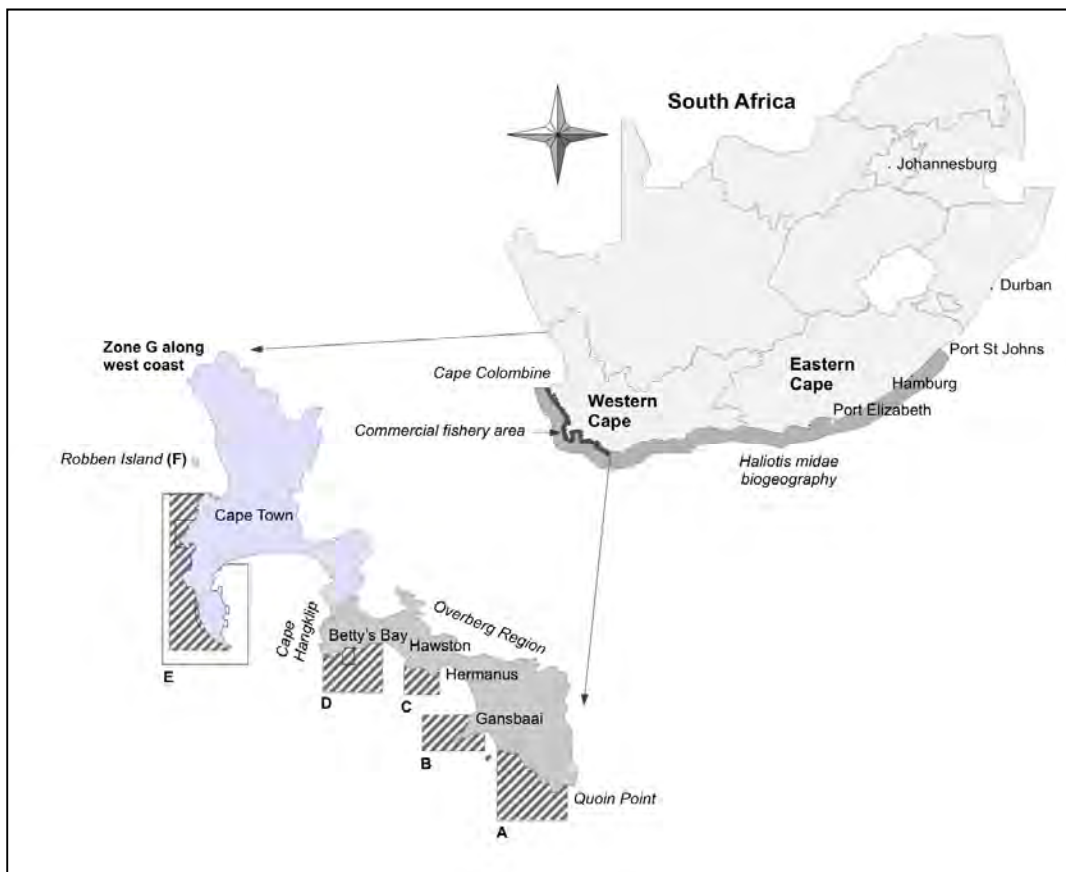 South Africa
Johannesburg
Durban
Zone G along
west coast
Port St Johns
Cape Colombine
Eastern
Cape
Hamburg
Western
Cape
Port Elizabeth
Commercial fishery area
Haliotis midae
biogeography
Robben Island (F)
Cape Town
Cape
Hangklip
Overberg Region
Betty's Bay
Hawston
Hermanus
E
D
C
Gansbaai
B
Quoin Point
A